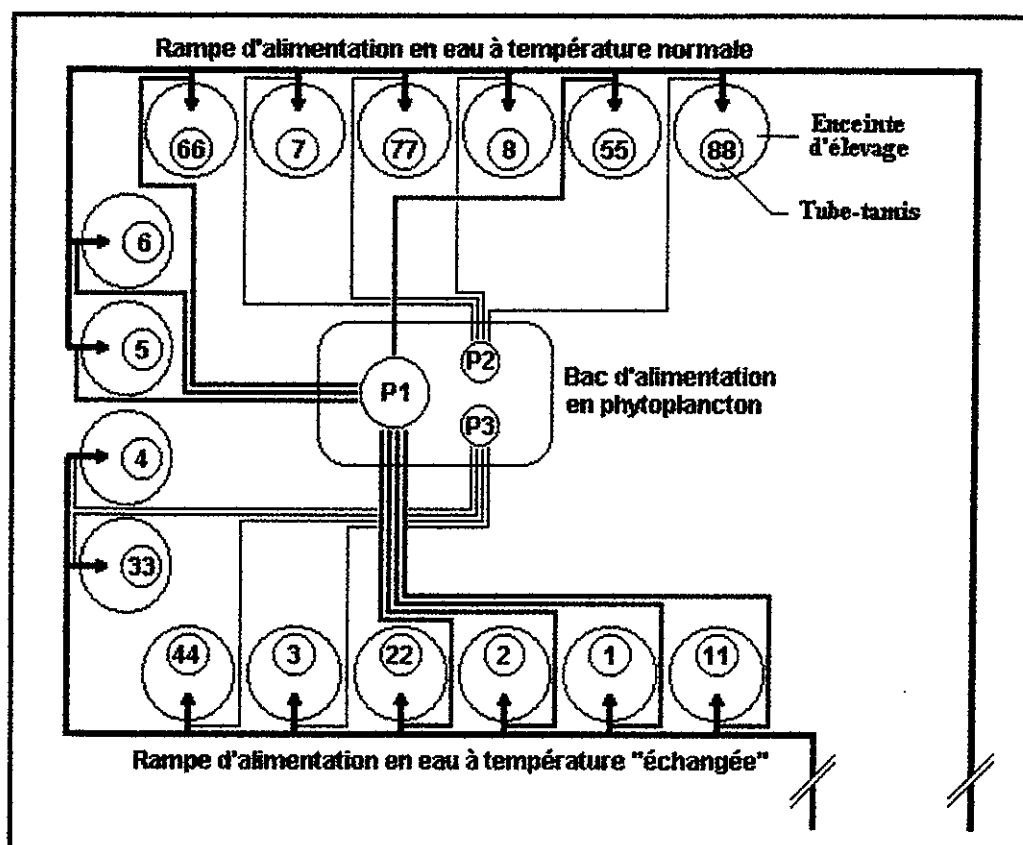 Rampe d'alimentation en eau à température normale
66 7 77 8 55 88
Enceinte
d'élevage
Tube-tamis
6
5
P2
P1
Bac d'alimentation
en phytoplancton
P3
4
33
44 3 22 2 1 11
Rampe d'alimentation en eau à température "échangée"